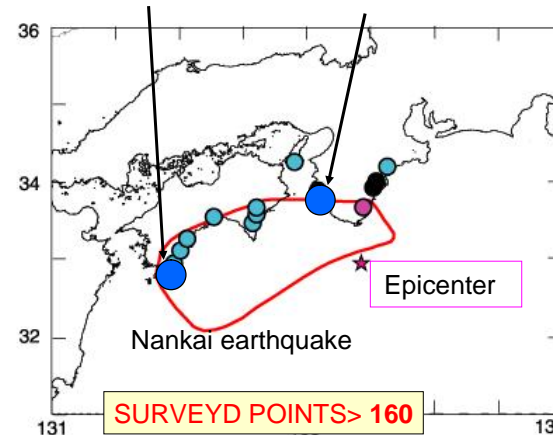 36
34
Epicenter
32
Nankai earthquake
SURVEYD POINTS> 160
131